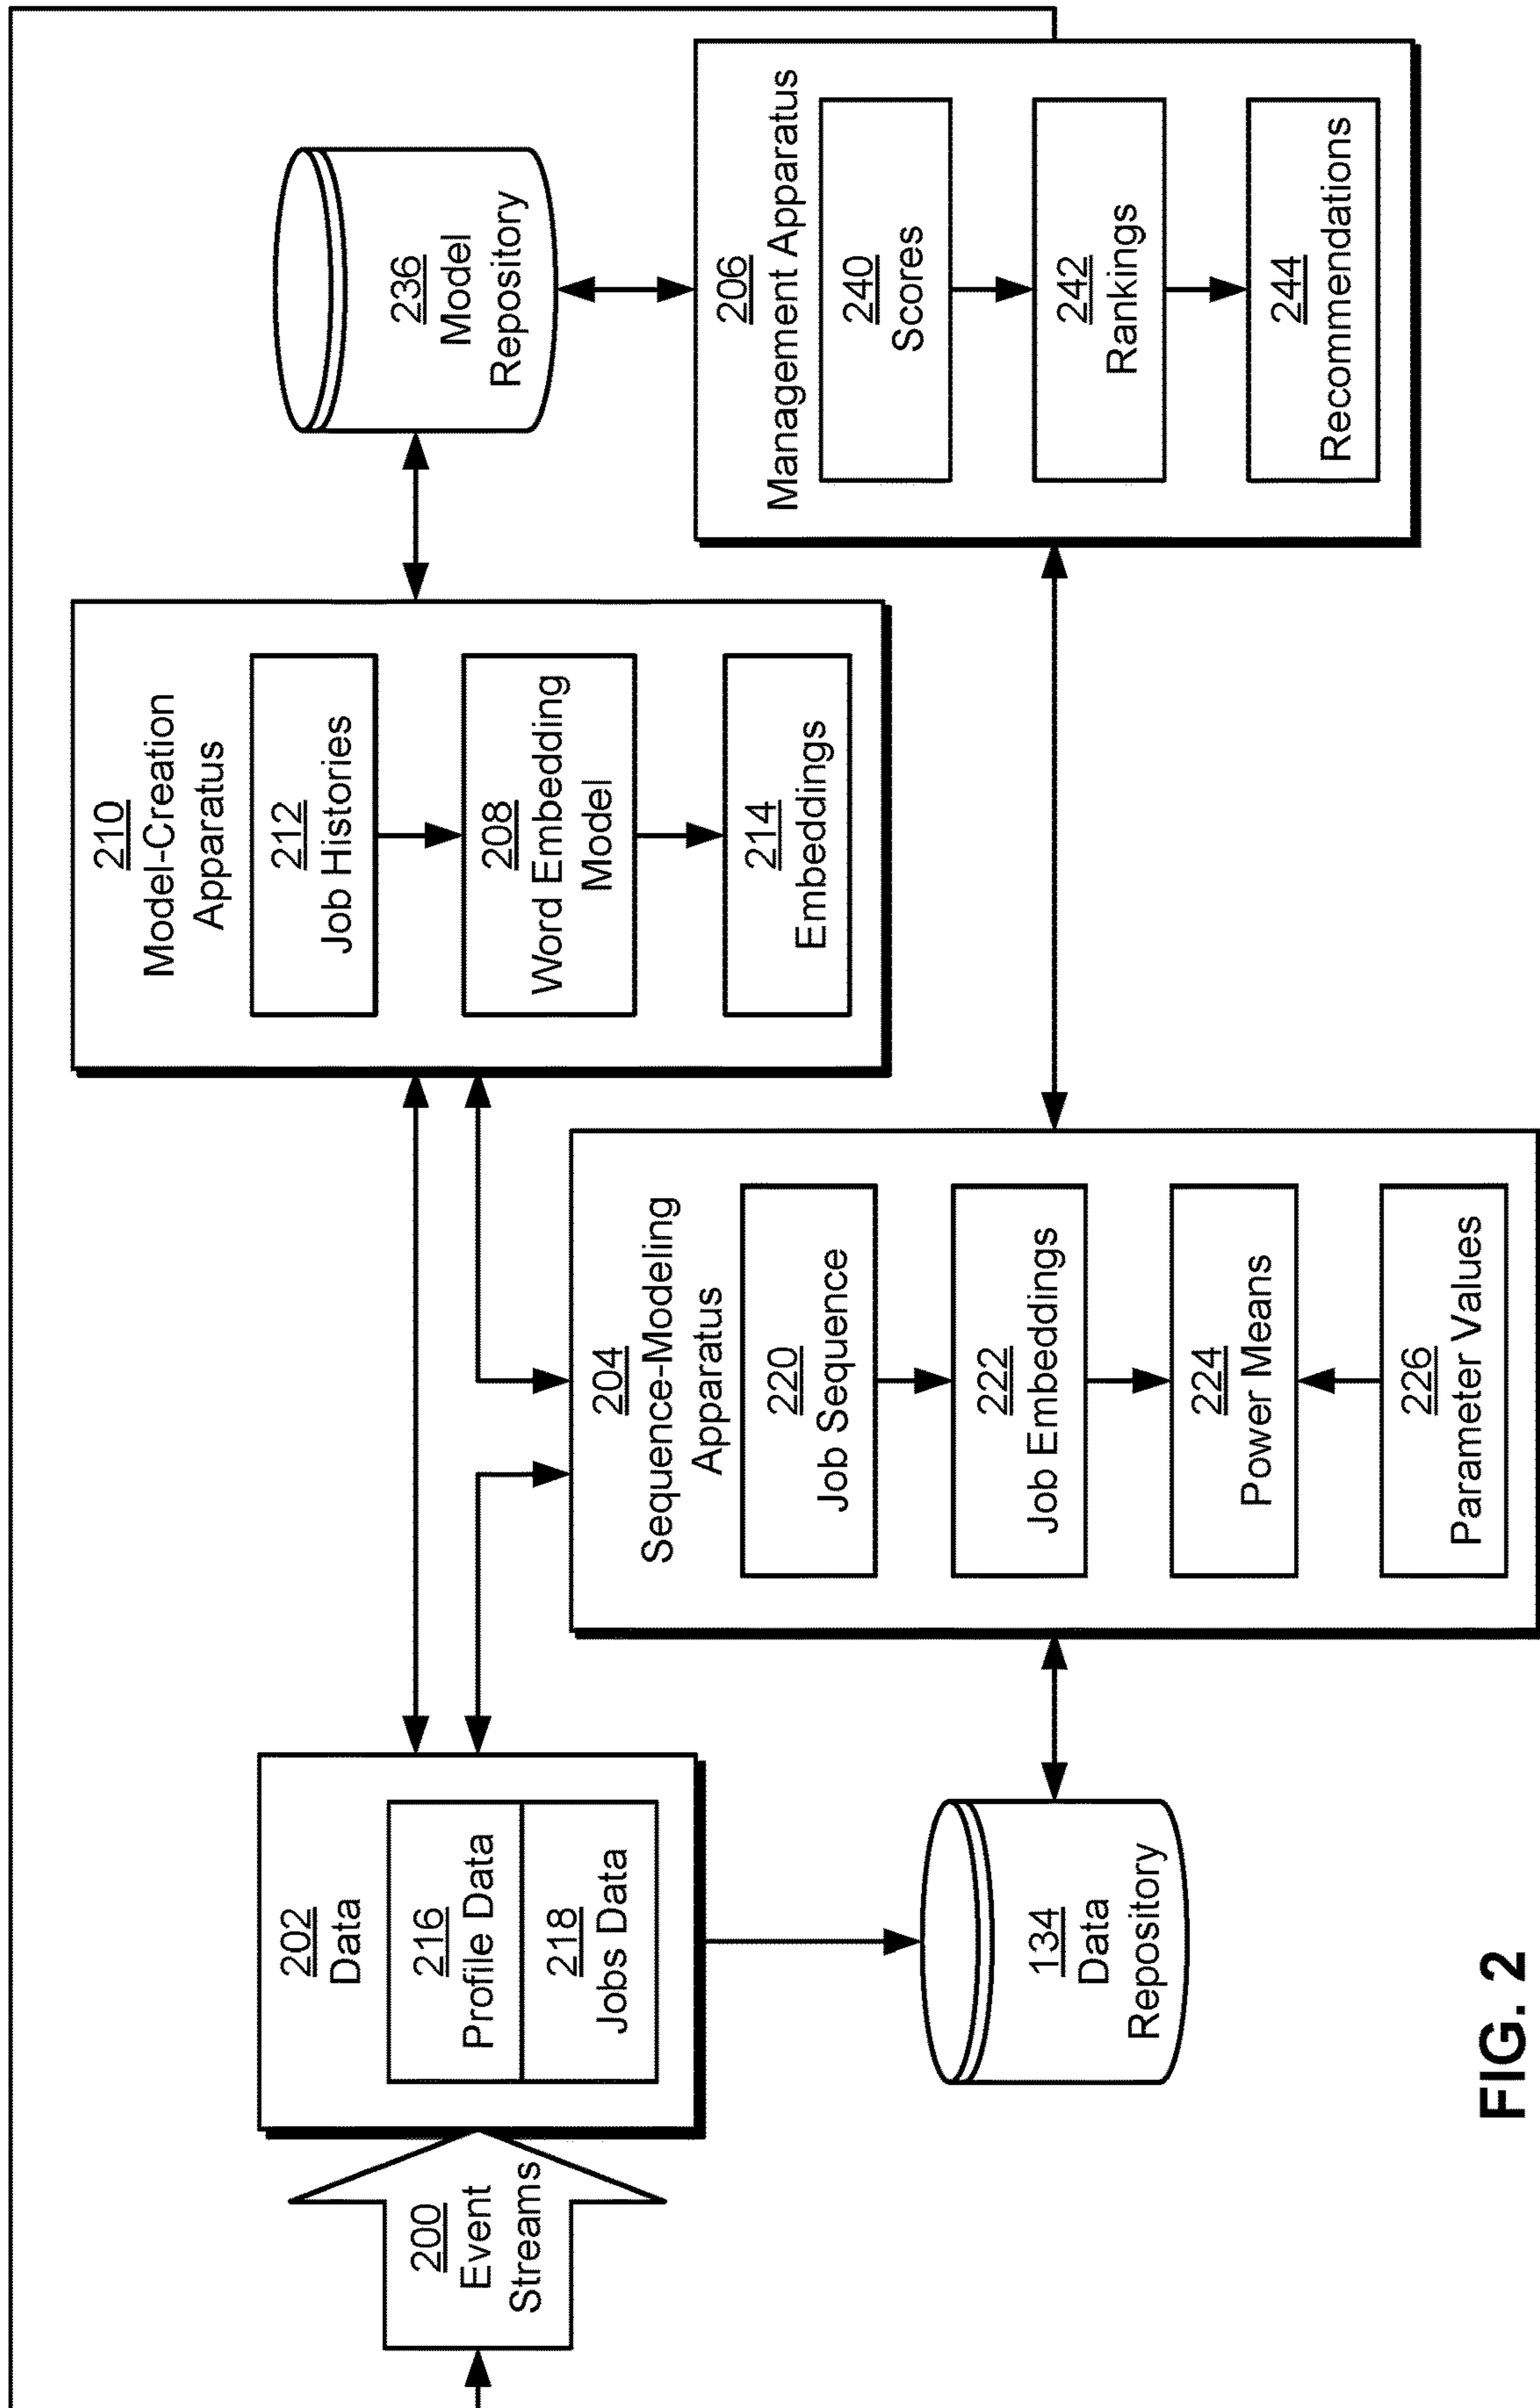 200
Event
Streams
202
Data
216
Profile Data
218
Jobs Data
134
Data
Repository
204
Sequence-Modeling
Apparatus
220
Job Sequence
222
Job Embeddings
224
Power Means
226
Parameter Values
210
Model-Creation
Apparatus
212
Job Histories
208
Word Embedding
Model
214
Embeddings
236
Model
Repository
206
Management Apparatus
240
Scores
242
Rankings
244
Recommendations
FIG. 2